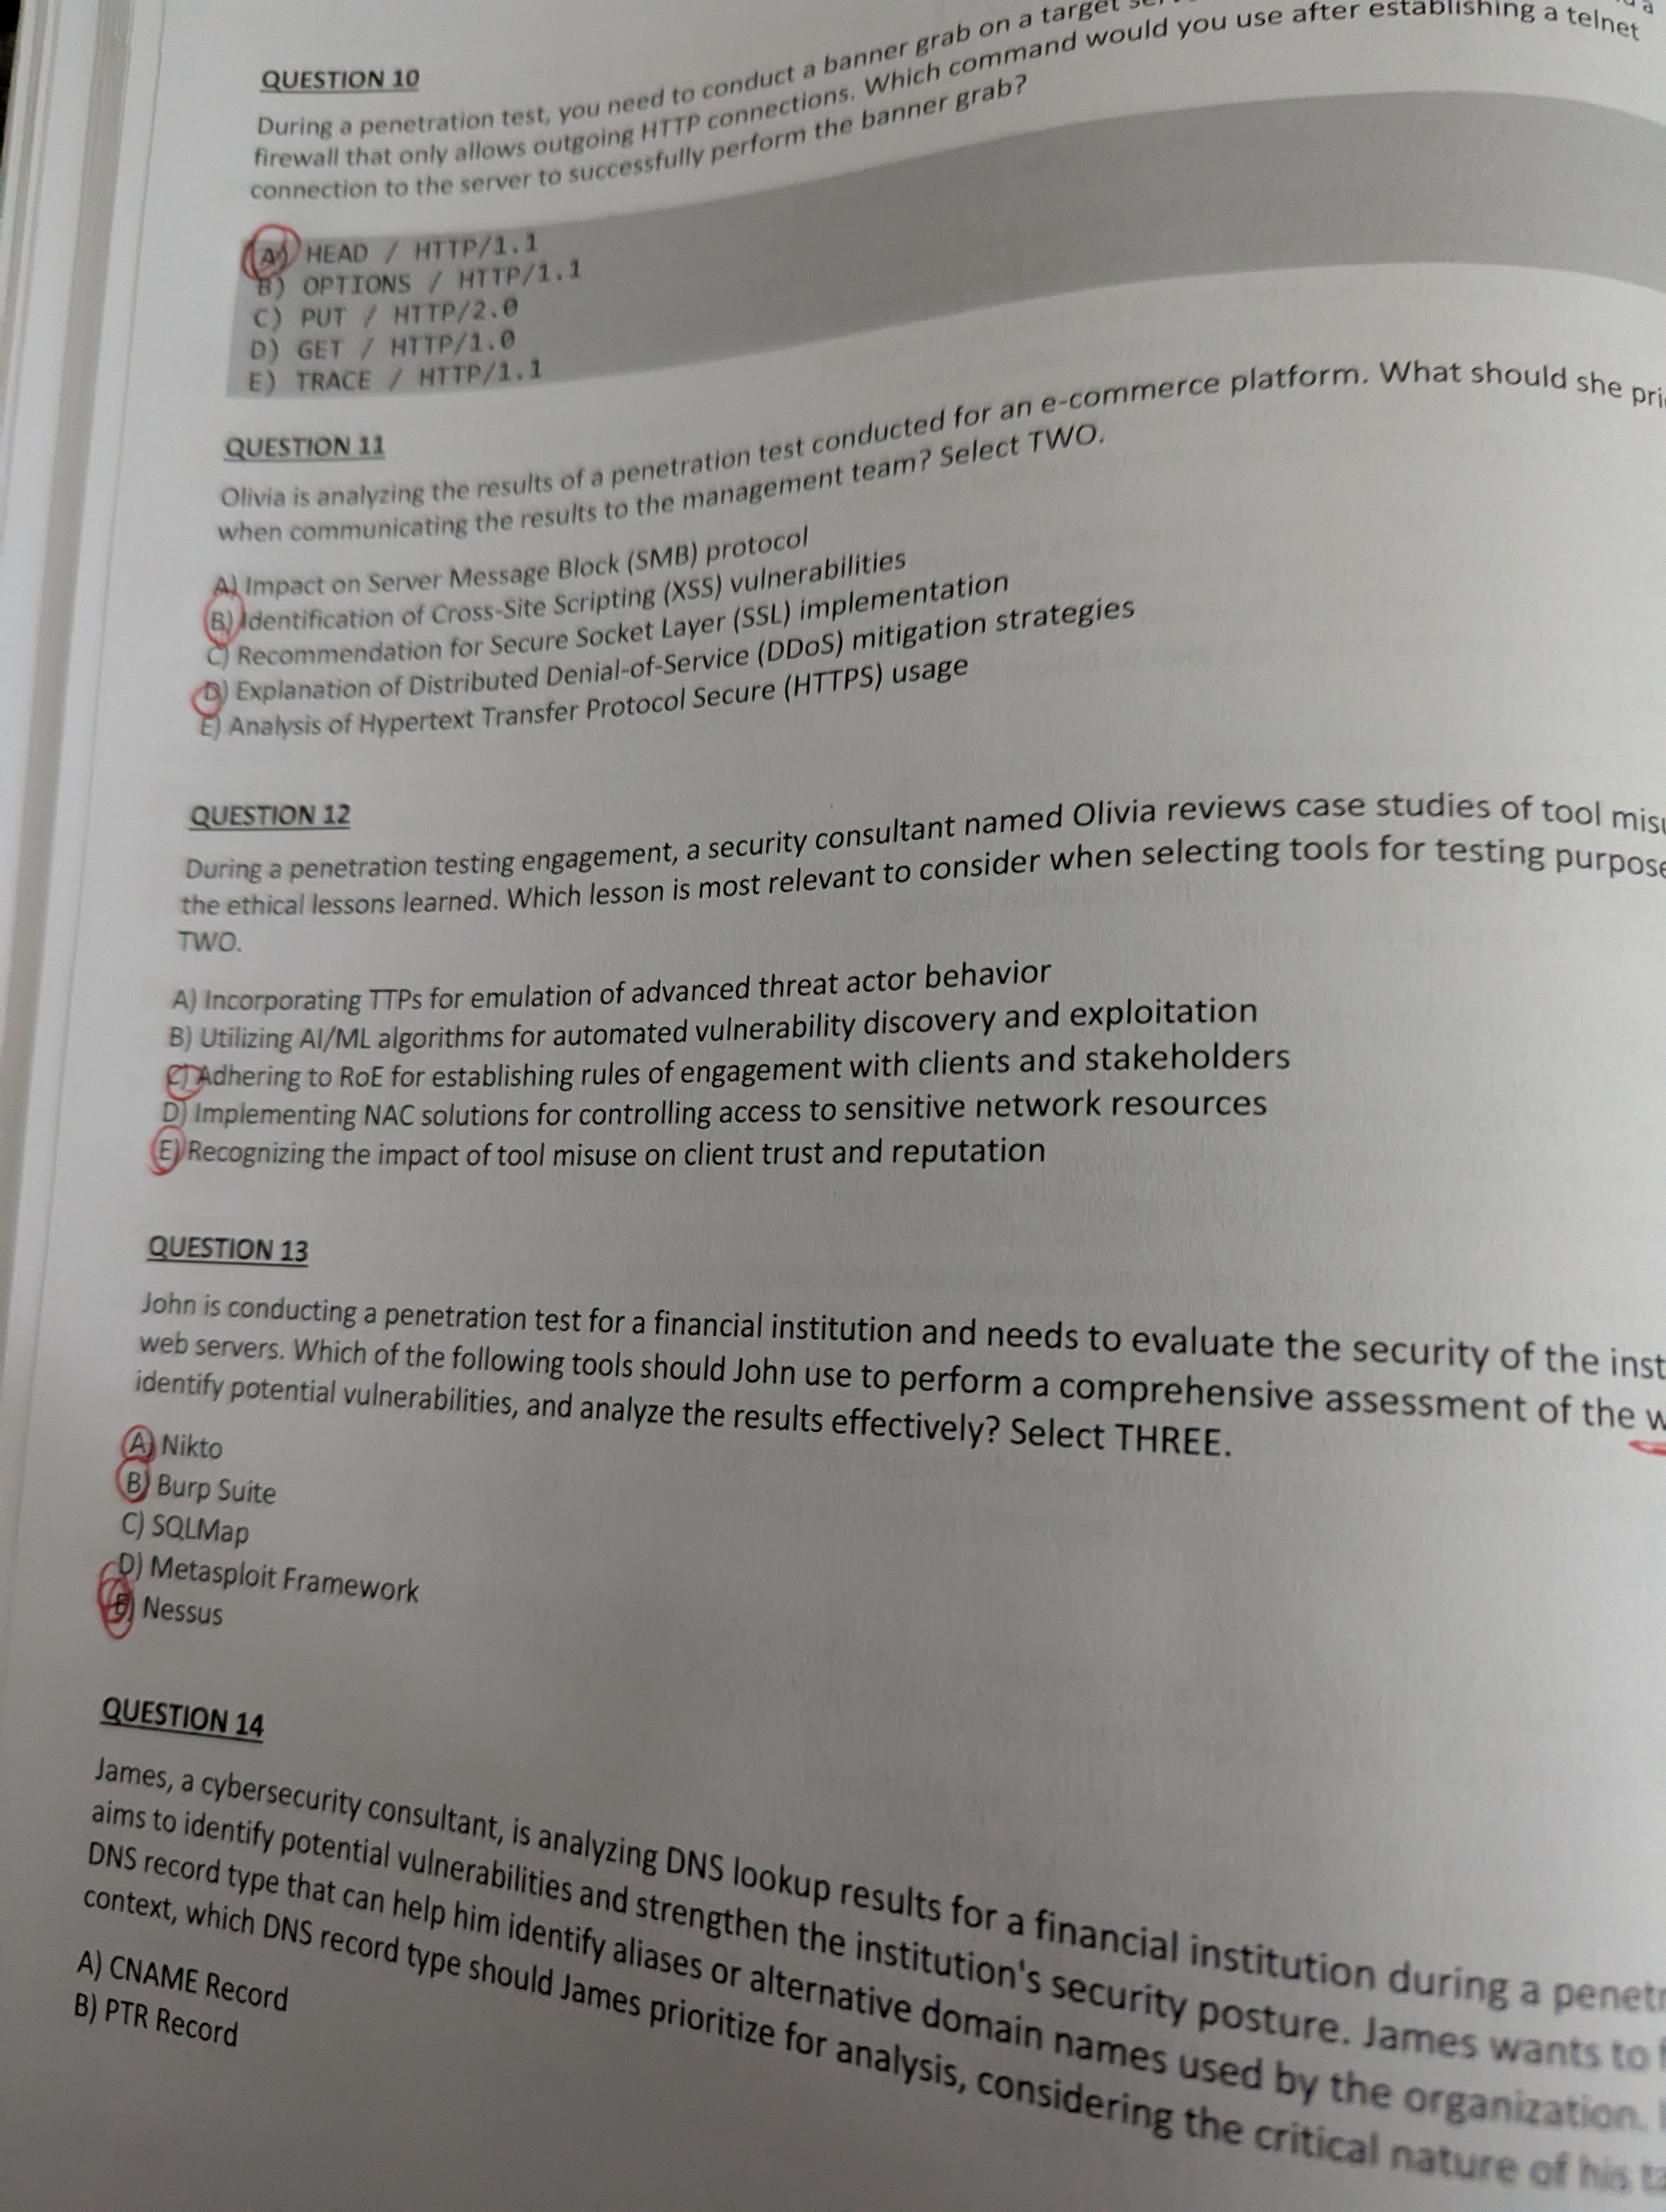 QUESTION 10
During a penetration test, you need to conduct a banner grab on a target
firewall that only allows outgoing HTTP connections. Which command would you use after establishing a telnet
connection to the server to successfully perform the banner grab?
A) HEAD / HTTP/1.1
B) OPTIONS / HTTP/1.1
C) PUT / HTTP/2.0
D) GET / HTTP/1.0
E) TRACE / HTTP/1.1
QUESTION 11
Olivia is analyzing the results of a penetration test conducted for an e-commerce platform. What should she
when communicating the results to the management team? Select TWO.
A) Impact on Server Message Block (SMB) protocol
B) Identification of Cross-Site Scripting (XSS) vulnerabilities
C) Recommendation for Secure Socket Layer (SSL) implementation
D) Explanation of Distributed Denial-of-Service (DDoS) mitigation strategies
E) Analysis of Hypertext Transfer Protocol Secure (HTTPS) usage
QUESTION 12
During a penetration testing engagement, a security consultant named Olivia reviews case studies of tool
the ethical lessons learned. Which lesson is most relevant to consider when selecting tools for testing
TWO.
A) Incorporating TTPs for emulation of advanced threat actor behavior
B) Utilizing AI/ML algorithms for automated vulnerability discovery and exploitation
C) Adhering to RoE for establishing rules of engagement with clients and stakeholders
D) Implementing NAC solutions for controlling access to sensitive network resources
E) Recognizing the impact of tool misuse on client trust and reputation
QUESTION 13
John is conducting a penetration test for a financial institution and needs to evaluate the security of the
web servers. Which of the following tools should John use to perform a comprehensive assessment of the
identify potential vulnerabilities, and analyze the results effectively? Select THREE.
A) Nikto
B) Burp Suite
C) SQLMap
D) Metasploit Framework
E) Nessus
QUESTION 14
James, a cybersecurity consultant, is analyzing DNS lookup results for a financial institution during a
aims to identify potential vulnerabilities and strengthen the institution's security posture. James wants to
DNS record type that can help him identify aliases or alternative domain names used by the organization.
context, which DNS record type should James prioritize for analysis, considering the critical nature of his
A) CNAME Record
B) PTR Record